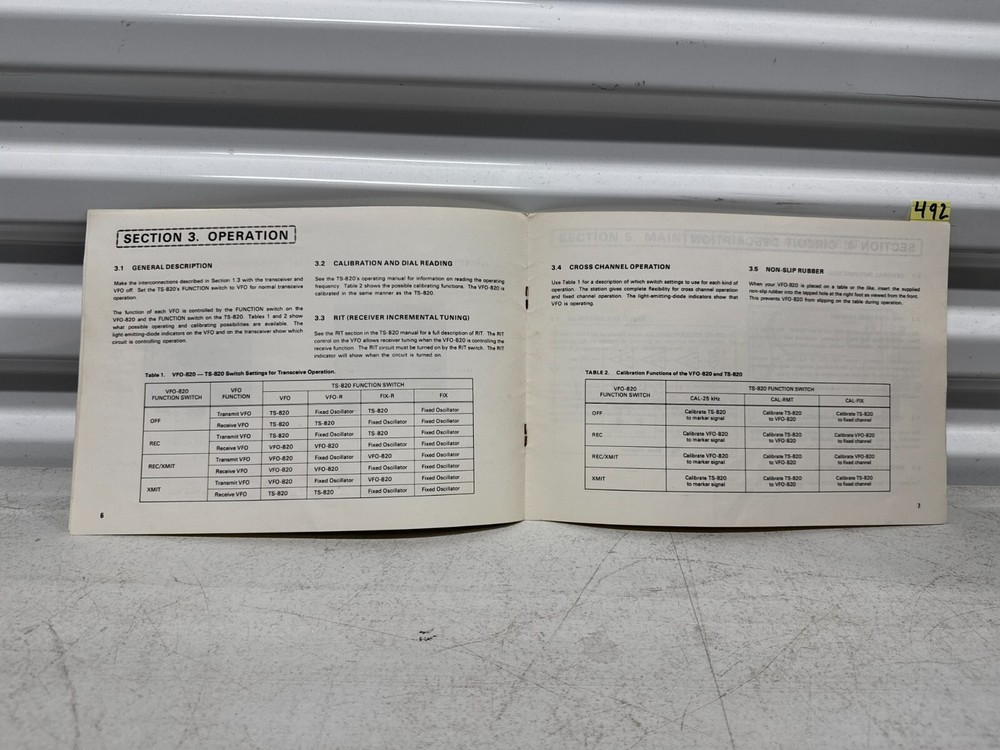 492
SECTION 3. OPERATION
3.1 GENERAL DESCRIPTION
Make the interconnections described in Section 1.3 with the transceiver and
VFO off. Set the TS-820's FUNCTION switch to VFO for normal transceive
operation.
The function of each VFO is controlled by the FUNCTION switch on the
VFO-820 and the FUNCTION switch on the TS-820. Tables 1 and 2 show
what possible operating and calibrating possibilities are available. The
light-emitting-diode indicators on the VFO and on the transceiver show which
circuit is controlling operation.
3.2 CALIBRATION AND DIAL READING
See the TS-820's operating manual for information on reading the operating
frequency. Table 2 shows the possible calibrating functions. The VFO-820 is
calibrated in the same manner as the TS-820.
3.3 RIT (RECEIVER INCREMENTAL TUNING)
See the RIT section in the TS-820 manual for a full description of RIT. The RIT
control on the VFO allows receiver tuning when the VFO-820 is controlling the
receive function. The RIT circuit must be turned on by the RIT switch. The RIT
indicator will show when the circuit is turned on.
Table 1. VFO-820 — TS-820 Switch Settings for Transceive Operation.
VFO-820 FUNCTION SWITCH VFO FUNCTION TS-820 FUNCTION SWITCH
VFO VFO-R FIX-R FIX
OFF Transmit VFO TS-820 Fixed Oscillator TS-820 Fixed Oscillator
Receive VFO TS-820 TS-820 Fixed Oscillator Fixed Oscillator
REC Transmit VFO TS-820 Fixed Oscillator TS-820 Fixed Oscillator
Receive VFO VFO-820 VFO-820 Fixed Oscillator Fixed Oscillator
REC/XMIT Transmit VFO VFO-820 Fixed Oscillator VFO-820 Fixed Oscillator
Receive VFO VFO-820 VFO-820 Fixed Oscillator Fixed Oscillator
XMIT Transmit VFO VFO-820 Fixed Oscillator VFO-820 Fixed Oscillator
Receive VFO TS-820 TS-820 Fixed Oscillator Fixed Oscillator
6
3.4 CROSS CHANNEL OPERATION
Use Table 1 for a description of which switch settings to use for each kind of
operation. The station gives complete flexibility for cross channel operation
and fixed channel operation. The light-emitting-diode indicators show that
VFO is operating.
3.5 NON-SLIP RUBBER
When your VFO-820 is placed on a table or the like, insert the supplied
non-slip rubber into the tapped hole at the right foot as viewed from the front.
This prevents VFO-820 from slipping on the table during operation.
TABLE 2. Calibration Functions of the VFO-820 and TS-820
VFO-820 FUNCTION SWITCH TS-820 FUNCTION SWITCH
CAL-25 kHz CAL-RMT CAL-FIX
OFF Calibrate TS-820 to marker signal Calibrate TS-820 to VFO-820 Calibrate TS-820 to fixed channel
REC Calibrate VFO-820 to marker signal Calibrate TS-820 to VFO-820 Calibrate VFO-820 to fixed channel
REC/XMIT Calibrate VFO-820 to marker signal Calibrate TS-820 to VFO-820 Calibrate VFO-820 to fixed channel
XMIT Calibrate TS-820 to marker signal Calibrate TS-820 to VFO-820 Calibrate TS-820 to fixed channel
7